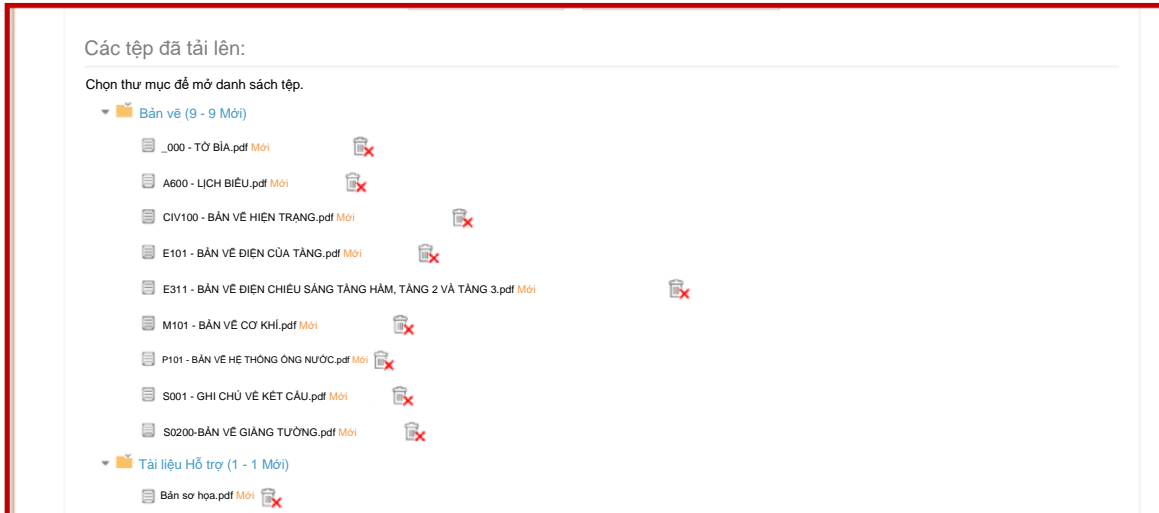 Các tệp đã tải lên:
Chọn thư mục để mở danh sách tệp.
Bản vẽ (9 - 9 Mới)
_000 - TỜ BÌA.pdf Mới
A600 - LỊCH BIỂU.pdf Mới
CIV100 - BẢN VẼ HIỆN TRẠNG.pdf Mới
E101 - BẢN VẼ ĐIỆN CỦA TẦNG.pdf Mới
E311 - BẢN VẼ ĐIỆN CHIẾU SÁNG TẦNG HẦM, TẦNG 2 VÀ TẦNG 3.pdf Mới
M101 - BẢN VẼ CƠ KHÍ.pdf Mới
P101 - BẢN VẼ HỆ THỐNG ỐNG NƯỚC.pdf Mới
S001 - GHI CHÚ VỀ KẾT CẤU.pdf Mới
S0200-BẢN VẼ GIẰNG TƯỜNG.pdf Mới
Tài liệu Hỗ trợ (1 - 1 Mới)
Bản sơ họa.pdf Mới